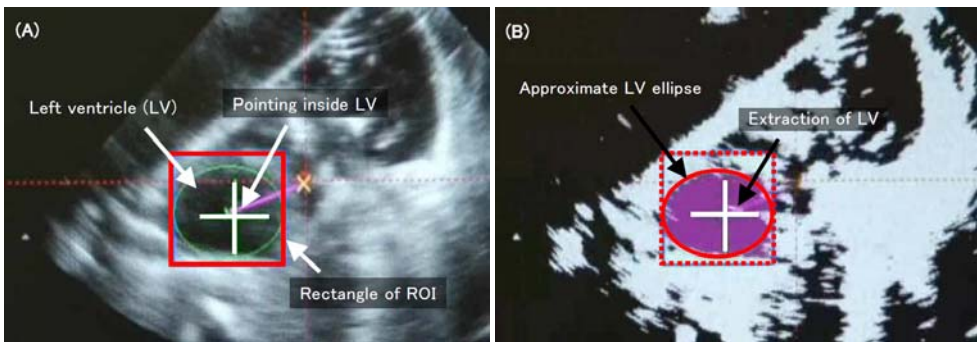 (A)
Left ventricle (LV)
Pointing inside LV
Rectangle of ROI
(B)
Approximate LV ellipse
Extraction of LV